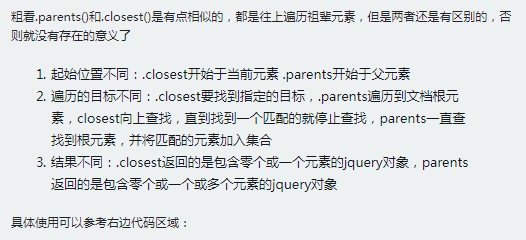 粗看.parents()和.closest()是有点相似的，都是往上遍历祖辈元素，但是两者还是有区别的，否
则就没有存在的意义了
1. 起始位置不同：.closest开始于当前元素 .parents开始于父元素
2. 遍历的目标不同：.closest要找到指定的目标，.parents遍历到文档根元
素，closest向上查找，直到找到一个匹配的就停止查找，parents一直查
找到根元素，并将匹配的元素加入集合
3. 结果不同：.closest返回的是包含零个或一个元素的jquery对象，parents
返回的是包含零个或一个或多个元素的jquery对象
具体使用可以参考右边代码区域：